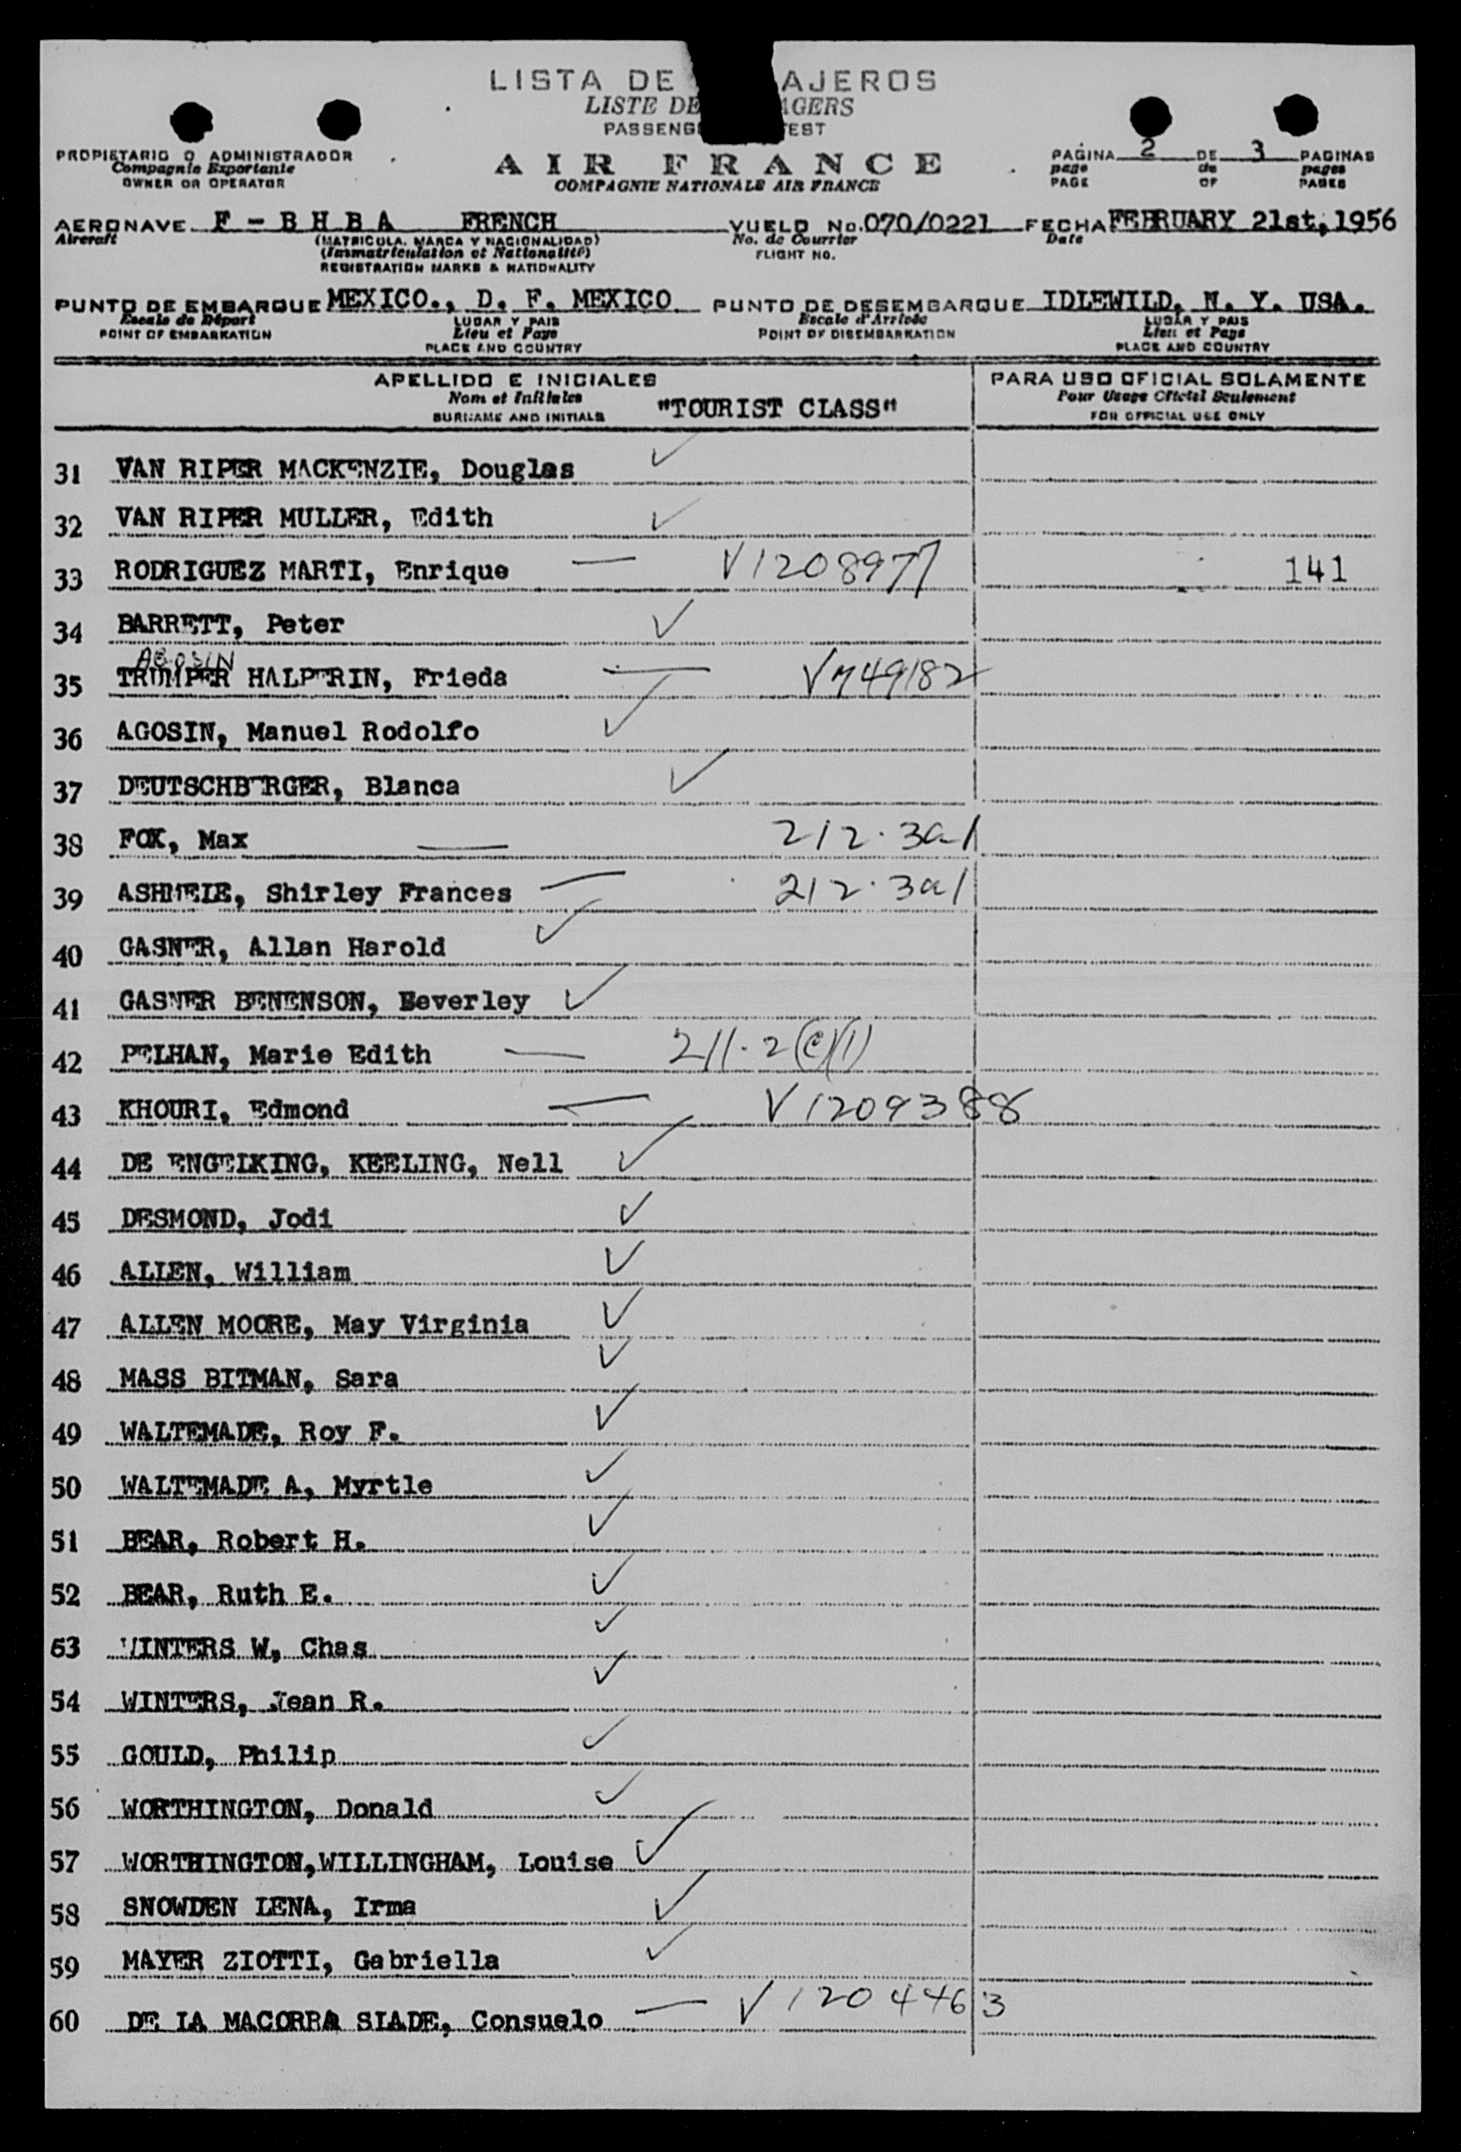 LISTA DE AJEROS
LISTE DE AGERS
PASSENG EST
AIR FRANCE
COMPAGNIE NATIONALE AIR FRANCE
PROPIETARIO O ADMINISTRADOR
Compagnie Exportante
OWNER OR OPERATOR
PAGINA 2 DE 3 PAGINAS
page de pages
PAGE OF PAGES
AERONAVE F - B H B A FRENCH VUELO No. 070/0221 FECHA FEBRUARY 21st, 1956
Aircraft (MATRICULA, MARCA Y NACIONALIDAD) No. de Courrier Date
(Immatriculation et Nationalité) FLIGHT NO.
REGISTRATION MARKS & NATIONALITY
PUNTO DE EMBARQUE MEXICO., D. F. MEXICO PUNTO DE DESEMBARQUE IDLEWILD, N. Y. USA.
Escale de Départ LUGAR Y PAIS Escale d'Arrivée LUGAR Y PAIS
POINT OF EMBARKATION Lieu et Pays POINT OF DISEMBARKATION Lieu et Pays
PLACE AND COUNTRY PLACE AND COUNTRY
APELLIDO E INICIALES PARA USO OFICIAL SOLAMENTE
Nom et Initiales "TOURIST CLASS" Pour Usage Officiel Seulement
SURNAME AND INITIALS FOR OFFICIAL USE ONLY
31 VAN RIPER MACKENZIE, Douglas ✓
32 VAN RIPER MULLER, Edith ✓
33 RODRIGUEZ MARTI, Enrique — V1208977 141
34 BARRETT, Peter ✓
AGOSIN
35 HALPERIN, Frieda — V749182
36 AGOSIN, Manuel Rodolfo ✓
37 DEUTSCHBERGER, Blanca ✓
38 FOX, Max — 212.3a1
39 Shirley Frances — 212.3a1
40 GASNER, Allan Harold ✓
41 GASNER BENENSON, Beverley ✓
42 PELHAN, Marie Edith — 211.2(c)(1)
43 KHOURI, Edmond — V1209388
44 DE ENGELKING, KEELING, Nell ✓
45 DESMOND, Jodi ✓
46 ALLEN, William ✓
47 ALLEN MOORE, May Virginia ✓
48 MASS BITMAN, Sara ✓
49 WALTEMADE, Roy F. ✓
50 WALTEMADE A, Myrtle ✓
51 BEAR, Robert H. ✓
52 BEAR, Ruth E. ✓
53 WINTERS W, Chas ✓
54 WINTERS, Jean R. ✓
55 GOULD, Philip ✓
56 WORTHINGTON, Donald ✓
57 WORTHINGTON,WILLINGHAM, Louise ✓
58 SNOWDEN LENA, Irma ✓
59 MAYER ZIOTTI, Gabriella ✓
60 DE LA MACORRA SLADE, Consuelo — V1204463